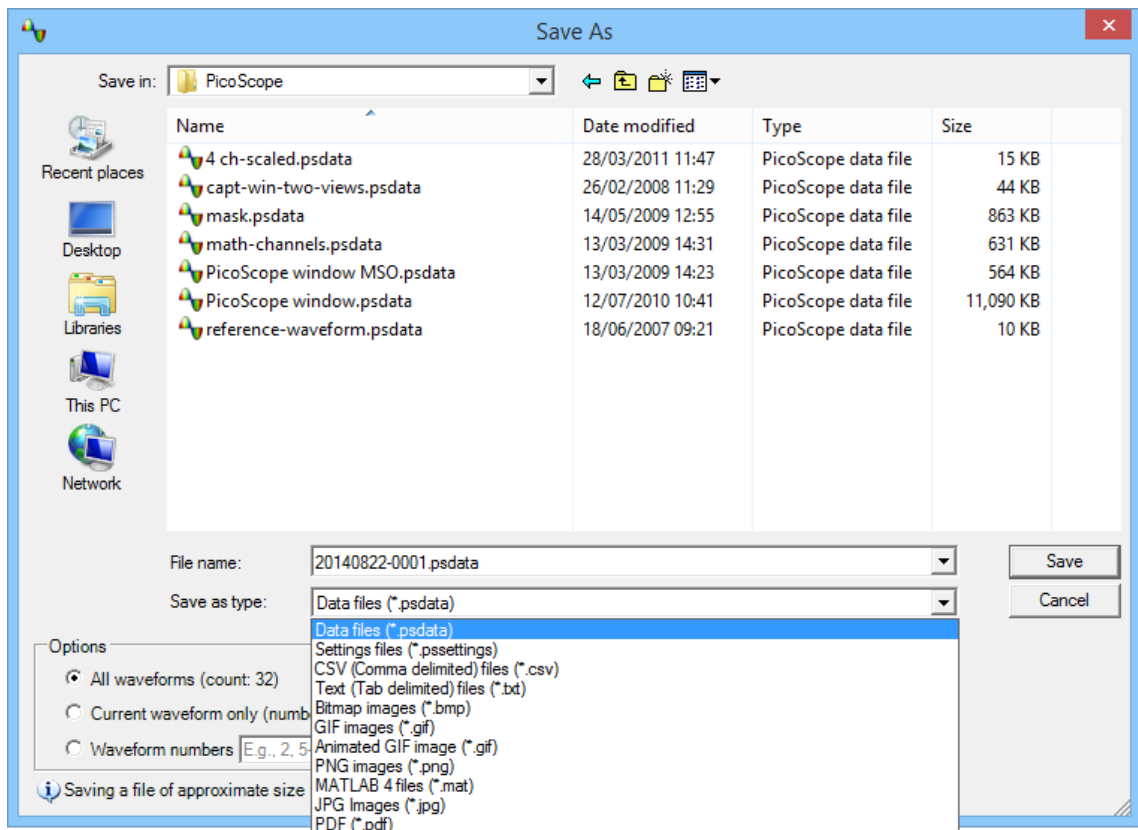 Save As
Save in: PicoScope
Name Date modified Type Size
4 ch-scaled.psdata 28/03/2011 11:47 PicoScope data file 15 KB
capt-win-two-views.psdata 26/02/2008 11:29 PicoScope data file 44 KB
mask.psdata 14/05/2009 12:55 PicoScope data file 863 KB
math-channels.psdata 13/03/2009 14:31 PicoScope data file 631 KB
PicoScope window MSO.psdata 13/03/2009 14:23 PicoScope data file 564 KB
PicoScope window.psdata 12/07/2010 10:41 PicoScope data file 11,090 KB
reference-waveform.psdata 18/06/2007 09:21 PicoScope data file 10 KB
Recent places
Desktop
Libraries
This PC
Network
File name: 20140822-0001.psdata Save
Save as type: Data files (*.psdata) Cancel
Data files (*.psdata)
Settings files (*.pssettings)
CSV (Comma delimited) files (*.csv)
Text (Tab delimited) files (*.txt)
Bitmap images (*.bmp)
GIF images (*.gif)
Animated GIF image (*.gif)
PNG images (*.png)
MATLAB 4 files (*.mat)
JPG Images (*.jpg)
PDF (*.pdf)
Options
All waveforms (count: 32)
Current waveform only (numb
Waveform numbers E.g., 2, 5-
Saving a file of approximate size